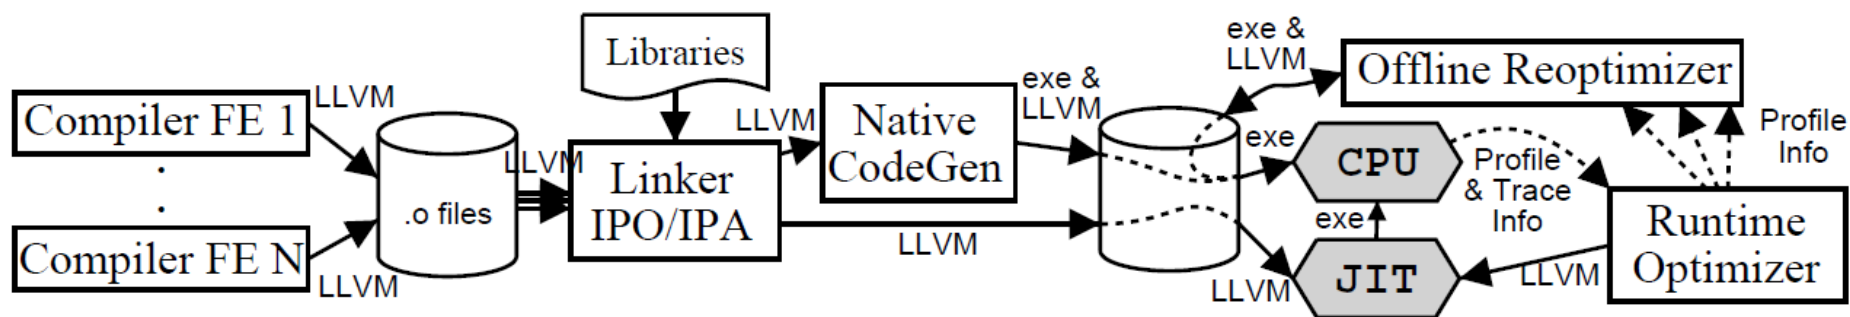 Compiler FE 1
.
.
Compiler FE N
LLVM
LLVM
.o files
LLVM
Libraries
Linker
IPO/IPA
LLVM
Native
CodeGen
exe &
LLVM
LLVM
exe &
LLVM
Offline Reoptimizer
exe
CPU
Profile
& Trace
Info
Profile
Info
exe
LLVM
JIT
LLVM
Runtime
Optimizer